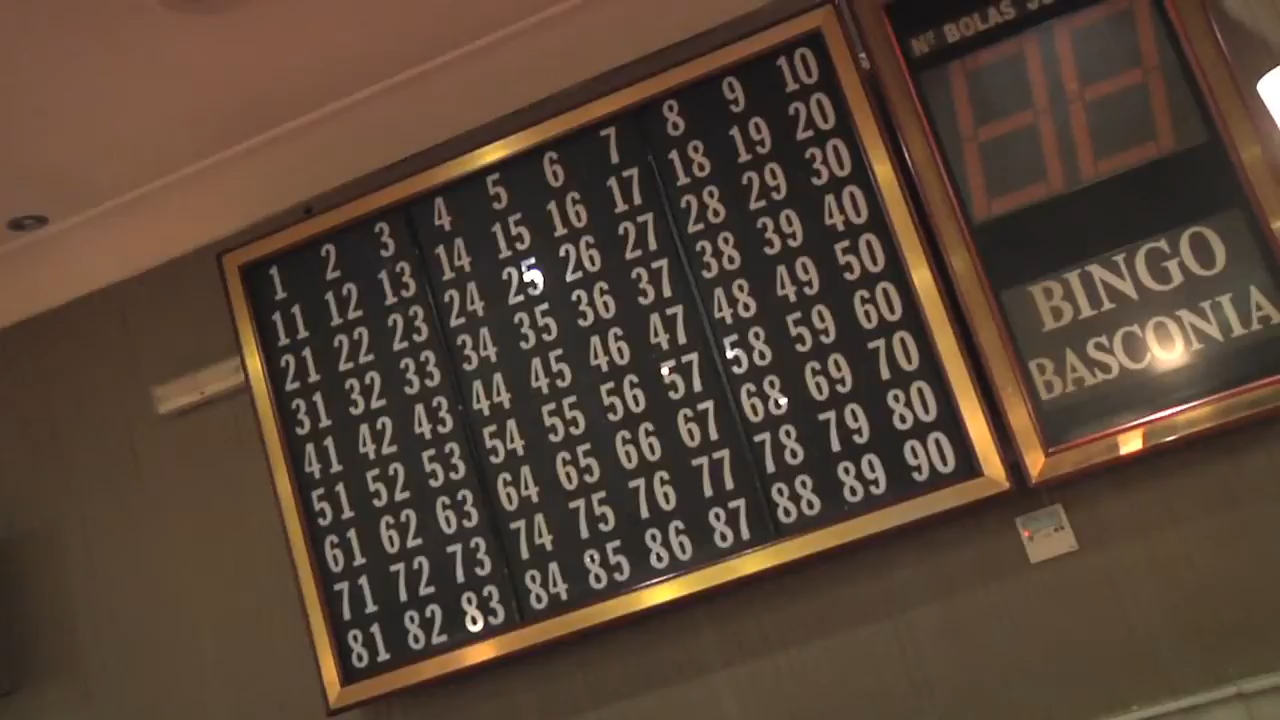 1 2 3 4 5 6 7 8 9 10
11 12 13 14 15 16 17 18 19 20
21 22 23 24 25 26 27 28 29 30
31 32 33 34 35 36 37 38 39 40
41 42 43 44 45 46 47 48 49 50
51 52 53 54 55 56 57 58 59 60
61 62 63 64 65 66 67 68 69 70
71 72 73 74 75 76 77 78 79 80
81 82 83 84 85 86 87 88 89 90
Nº BOLAS
88
BINGO
BASCONIA